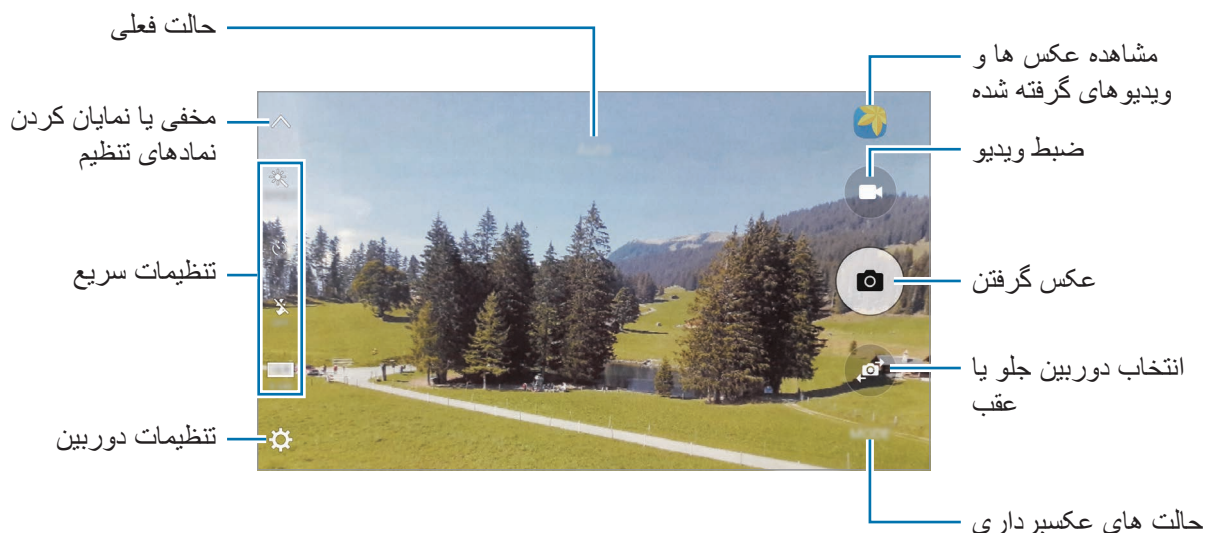 حالت فعلی
مشاهده عکس ها و
ویدیوهای گرفته شده
مخفی یا نمایان کردن
نمادهای تنظیم
ضبط ویدیو
تنظیمات سریع
عکس گرفتن
انتخاب دوربین جلو یا
عقب
تنظیمات دوربین
حالت های عکسبرداری